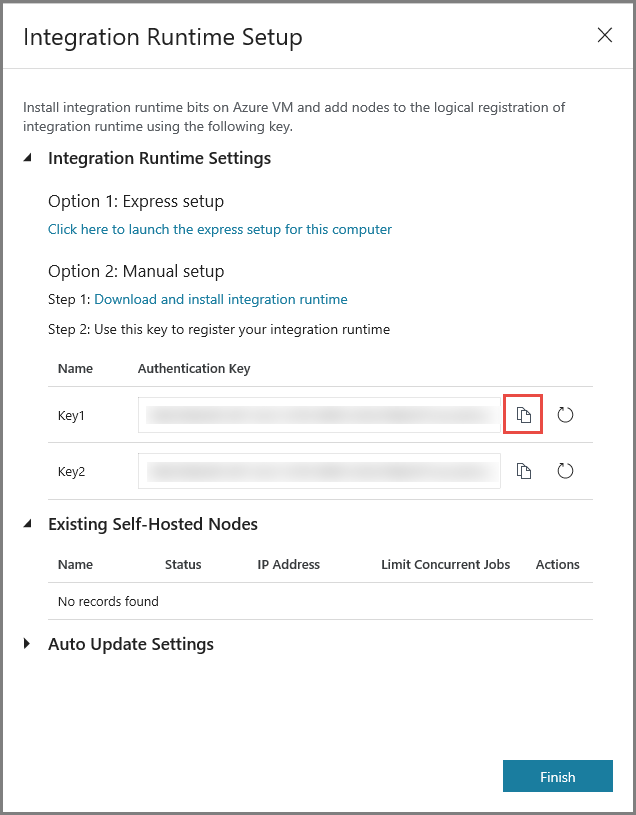 Integration Runtime Setup
Install integration runtime bits on Azure VM and add nodes to the logical registration of
integration runtime using the following key.
Integration Runtime Settings
Option 1: Express setup
Click here to launch the express setup for this computer
Option 2: Manual setup
Step 1: Download and install integration runtime
Step 2: Use this key to register your integration runtime
Name Authentication Key
Key1
Key2
Existing Self-Hosted Nodes
Name Status IP Address Limit Concurrent Jobs Actions
No records found
Auto Update Settings
Finish